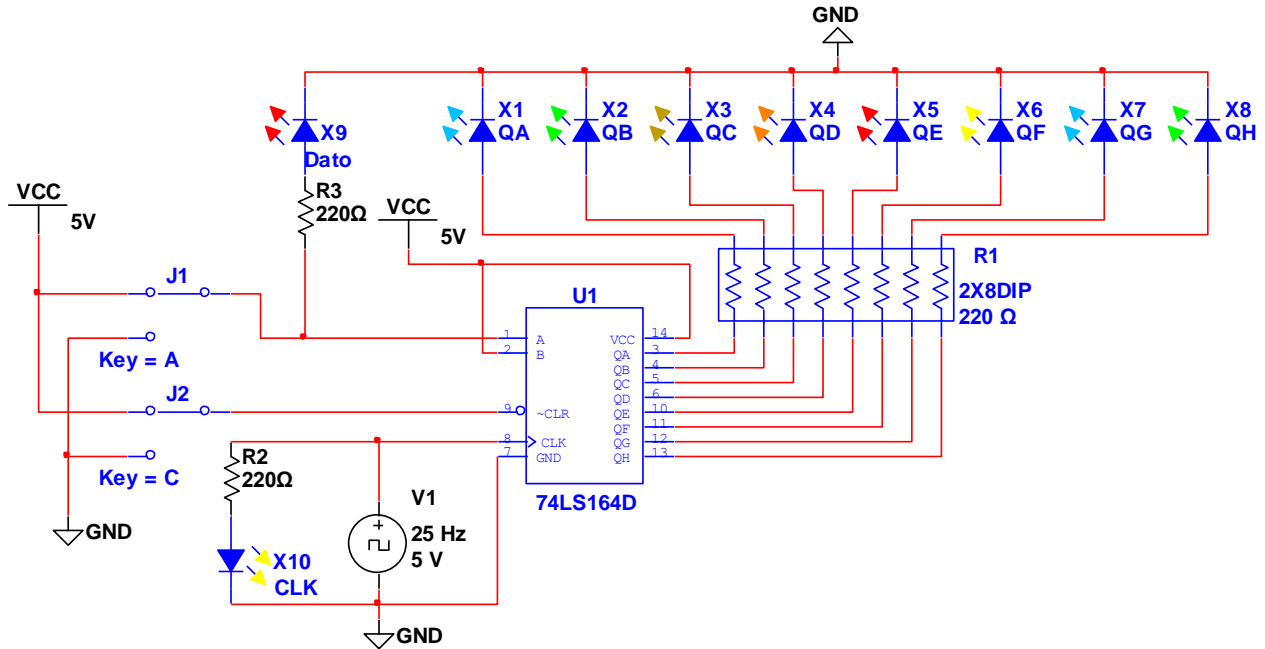 GND
X1
QA
X2
QB
X3
QC
X4
QD
X5
QE
X6
QF
X7
QG
X8
QH
X9
Dato
R3
220Ω
VCC
5V
VCC
5V
R1
2X8DIP
220 Ω
J1
Key = A
J2
Key = C
GND
U1
1
A
2
B
9
~CLR
8
CLK
7
GND
VCC
14
QA
3
QB
4
QC
5
QD
6
QE
10
QF
11
QG
12
QH
13
74LS164D
R2
220Ω
X10
CLK
V1
25 Hz
5 V
GND